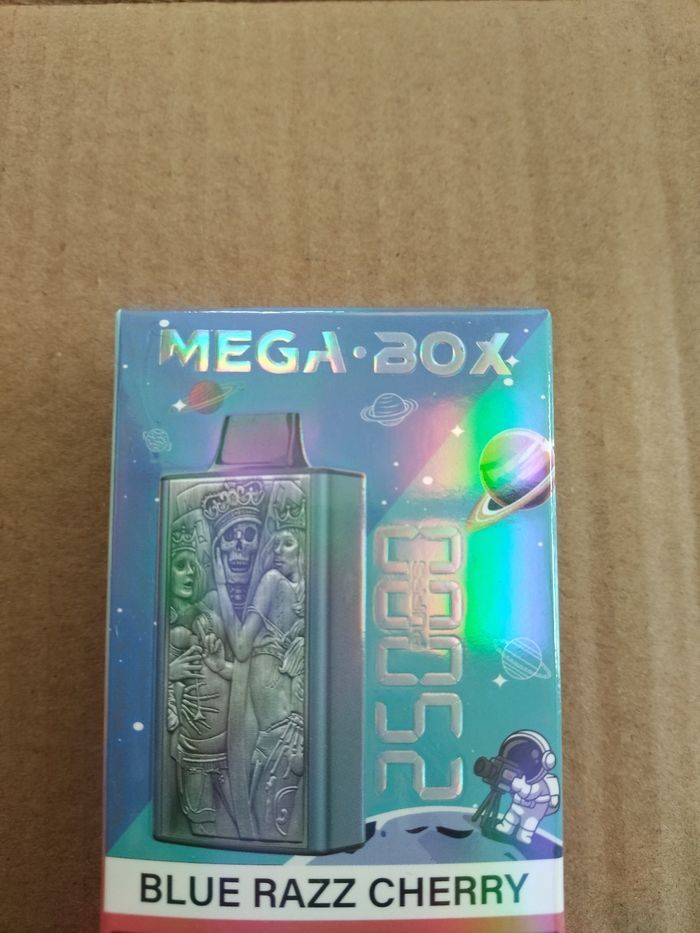 MEGA·BOX
25000
PUFFS
BLUE RAZZ CHERRY